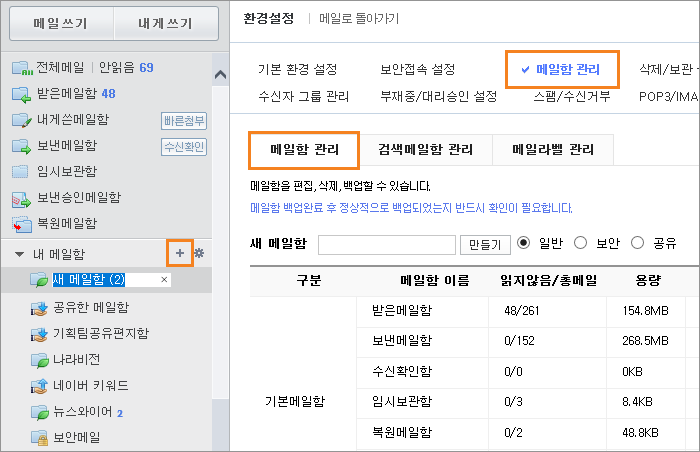 메일쓰기
내게쓰기
전체메일 | 안읽음 69
받은메일함 48
내게쓴메일함 빠른첨부
보낸메일함 수신확인
임시보관함
보낸승인메일함
복원메일함
내 메일함 +
새 메일함 (2) ×
공유한 메일함
기획팀공유편지함
나라비전
네이버 키워드
뉴스와이어 2
보안메일
환경설정 | 메일로 돌아가기
기본 환경 설정 보안접속 설정 ✓ 메일함 관리 삭제/보관
수신자 그룹 관리 부재중/대리승인 설정 스팸/수신거부 POP3/IMA
메일함 관리 검색메일함 관리 메일라벨 관리
메일함을 편집, 삭제, 백업할 수 있습니다.
메일함 백업완료 후 정상적으로 백업되었는지 반드시 확인이 필요합니다.
새 메일함 만들기 일반 보안 공유
구분 메일함 이름 읽지않음/총메일 용량
기본메일함
받은메일함 48/261 154.8MB
보낸메일함 0/152 268.5MB
수신확인함 0/0 0KB
임시보관함 0/3 8.4KB
복원메일함 0/2 48.8KB